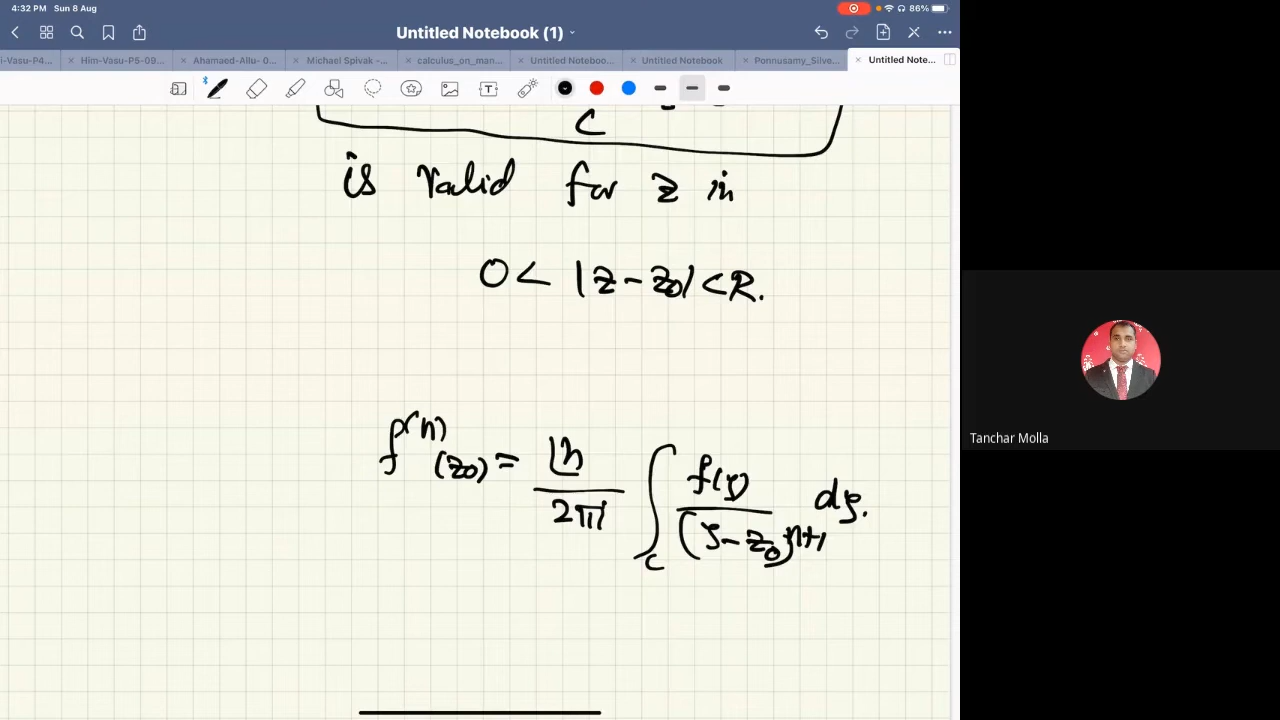 4:32 PM Sun 8 Aug 86%
Untitled Notebook (1)
i-Vasu-P4... Him-Vasu-P5-09... Ahamaed-Allu- 0... Michael Spivak -... calculus_on_man... Untitled Noteboo... Untitled Notebook Ponnusamy_Silve... Untitled Note...
C
is valid for z in
0 < |z - z0| < R.
f^(n)(z0) = ⌊n / 2πi ∫_C f(ζ) / (ζ - z0)^n+1 dζ.
Tanchar Molla